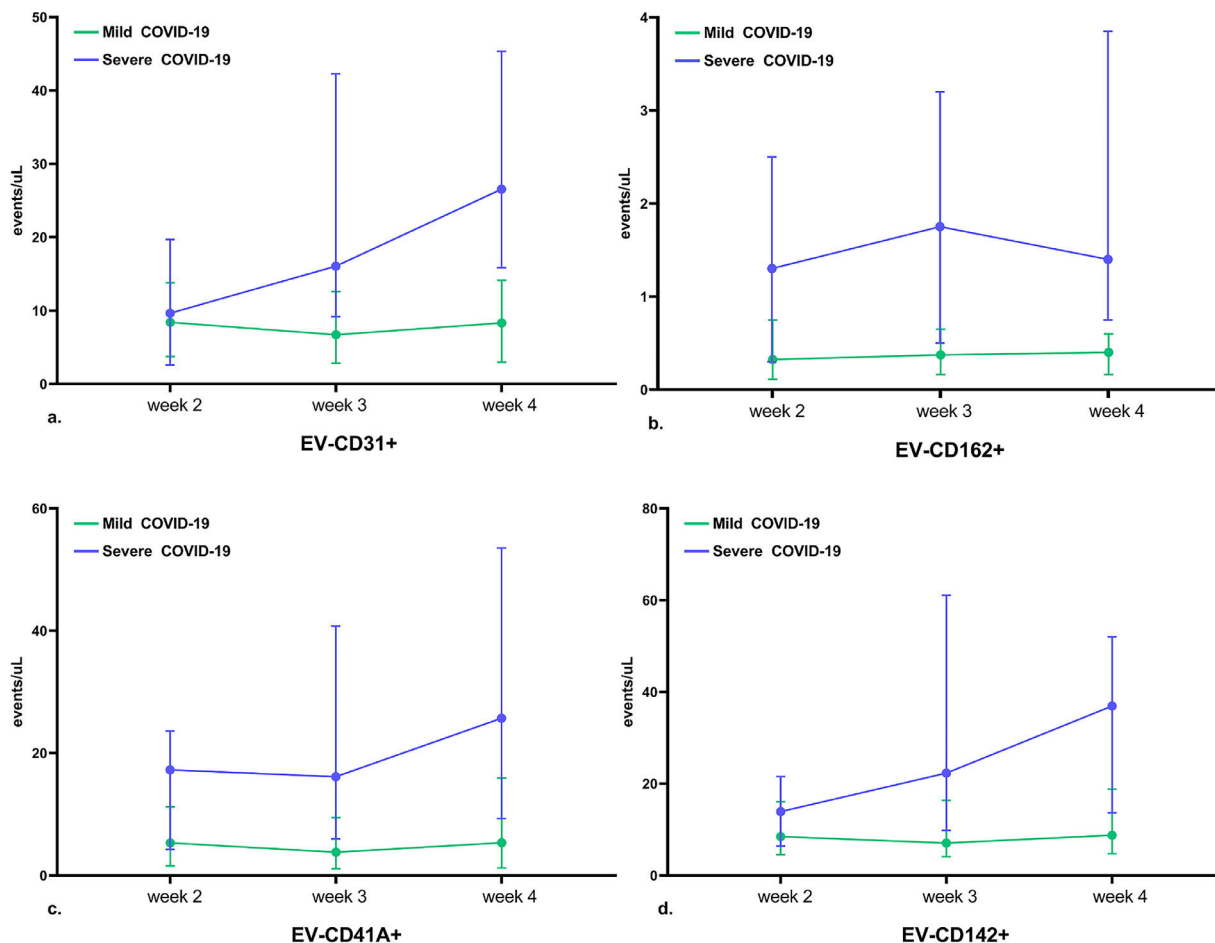 50
40
30
20
10
0
events/uL
Mild COVID-19
Severe COVID-19
week 2
week 3
week 4
a.
EV-CD31+
4
3
2
1
0
events/uL
Mild COVID-19
Severe COVID-19
week 2
week 3
week 4
b.
EV-CD162+
60
40
20
0
events/uL
Mild COVID-19
Severe COVID-19
week 2
week 3
week 4
c.
EV-CD41A+
80
60
40
20
0
events/uL
Mild COVID-19
Severe COVID-19
week 2
week 3
week 4
d.
EV-CD142+